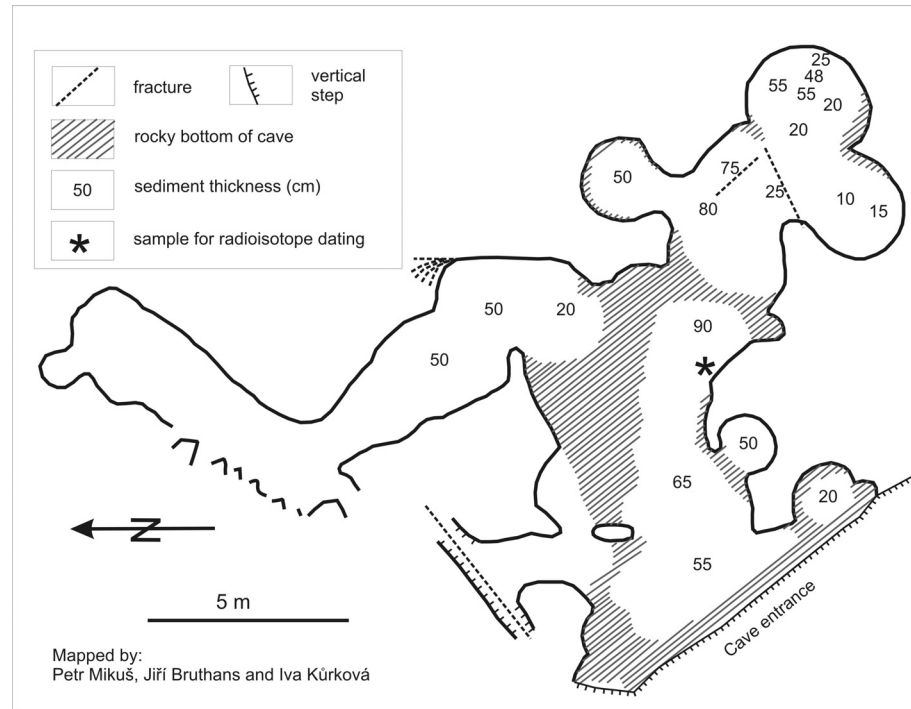 fracture
vertical
step
rocky bottom of cave
50
sediment thickness (cm)
*
sample for radioisotope dating
25
48
55
55
20
20
75
25
50
80
10
15
50
20
90
50
*
50
65
20
55
N
Cave entrance
5 m
Mapped by:
Petr Mikuš, Jiří Bruthans and Iva Kůrková